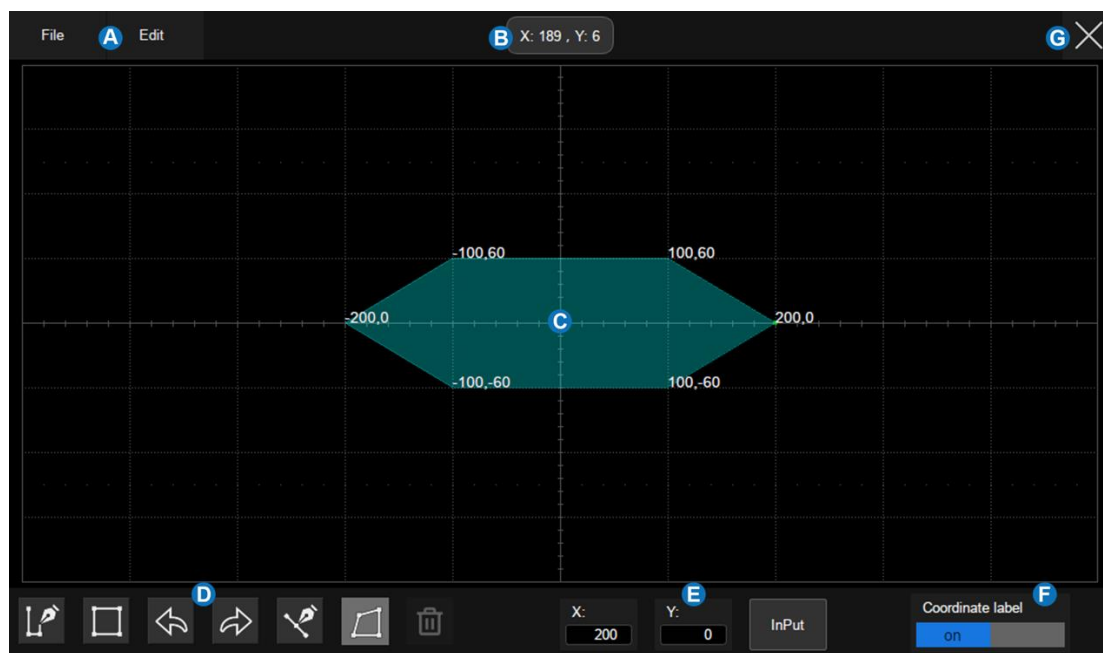 File
A
Edit
B
X: 189 , Y: 6
G
-100,60
100,60
-200,0
C
200,0
-100,-60
100,-60
D
E
F
X:
200
Y:
0
InPut
Coordinate label
on